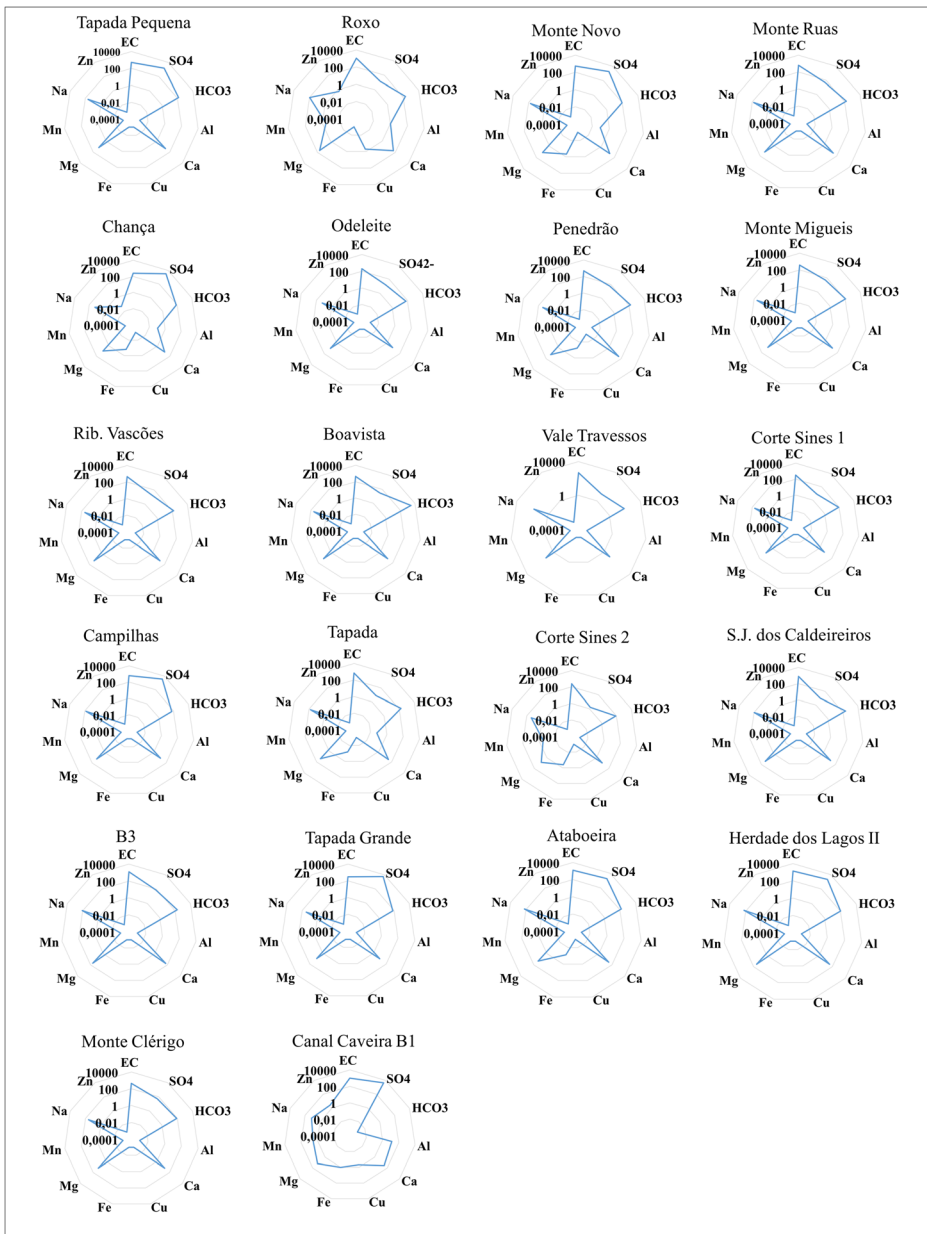 Tapada Pequena
EC
SO4
HCO3
Al
Ca
Cu
Fe
Mg
Mn
Na
Zn
10000
100
1
0,01
0,0001
Roxo
EC
SO4
HCO3
Al
Ca
Cu
Fe
Mg
Mn
Na
Zn
10000
100
1
0,01
0,0001
Monte Novo
EC
SO4
HCO3
Al
Ca
Cu
Fe
Mg
Mn
Na
Zn
10000
100
1
0,01
0,0001
Monte Ruas
EC
SO4
HCO3
Al
Ca
Cu
Fe
Mg
Mn
Na
Zn
10000
100
1
0,01
0,0001
Chança
EC
SO4
HCO3
Al
Ca
Cu
Fe
Mg
Mn
Na
Zn
10000
100
1
0,01
0,0001
Odeleite
EC
SO42-
HCO3
Al
Ca
Cu
Fe
Mg
Mn
Na
Zn
10000
100
1
0,01
0,0001
Penedrão
EC
SO4
HCO3
Al
Ca
Cu
Fe
Mg
Mn
Na
Zn
10000
100
1
0,01
0,0001
Monte Migueis
EC
SO4
HCO3
Al
Ca
Cu
Fe
Mg
Mn
Na
Zn
10000
100
1
0,01
0,0001
Rib. Vascões
EC
SO4
HCO3
Al
Ca
Cu
Fe
Mg
Mn
Na
Zn
10000
100
1
0,01
0,0001
Boavista
EC
SO4
HCO3
Al
Ca
Cu
Fe
Mg
Mn
Na
Zn
10000
100
1
0,01
0,0001
Vale Travessos
EC
SO4
HCO3
Al
Ca
Cu
Fe
Mg
Mn
Na
Zn
10000
1
0,0001
Corte Sines 1
EC
SO4
HCO3
Al
Ca
Cu
Fe
Mg
Mn
Na
Zn
10000
100
1
0,01
0,0001
Campilhas
EC
SO4
HCO3
Al
Ca
Cu
Fe
Mg
Mn
Na
Zn
10000
100
1
0,01
0,0001
Tapada
EC
SO4
HCO3
Al
Ca
Cu
Fe
Mg
Mn
Na
Zn
10000
100
1
0,01
0,0001
Corte Sines 2
EC
SO4
HCO3
Al
Ca
Cu
Fe
Mg
Mn
Na
Zn
10000
100
1
0,01
0,0001
S.J. dos Caldeireiros
EC
SO4
HCO3
Al
Ca
Cu
Fe
Mg
Mn
Na
Zn
10000
100
1
0,01
0,0001
B3
EC
SO4
HCO3
Al
Ca
Cu
Fe
Mg
Mn
Na
Zn
10000
100
1
0,01
0,0001
Tapada Grande
EC
SO4
HCO3
Al
Ca
Cu
Fe
Mg
Mn
Na
Zn
10000
100
1
0,01
0,0001
Ataboeira
EC
SO4
HCO3
Al
Ca
Cu
Fe
Mg
Mn
Na
Zn
10000
100
1
0,01
0,0001
Herdade dos Lagos II
EC
SO4
HCO3
Al
Ca
Cu
Fe
Mg
Mn
Na
Zn
10000
100
1
0,01
0,0001
Monte Clérigo
EC
SO4
HCO3
Al
Ca
Cu
Fe
Mg
Mn
Na
Zn
10000
100
1
0,01
0,0001
Canal Caveira B1
EC
SO4
HCO3
Al
Ca
Cu
Fe
Mg
Mn
Na
Zn
10000
100
1
0,01
0,0001